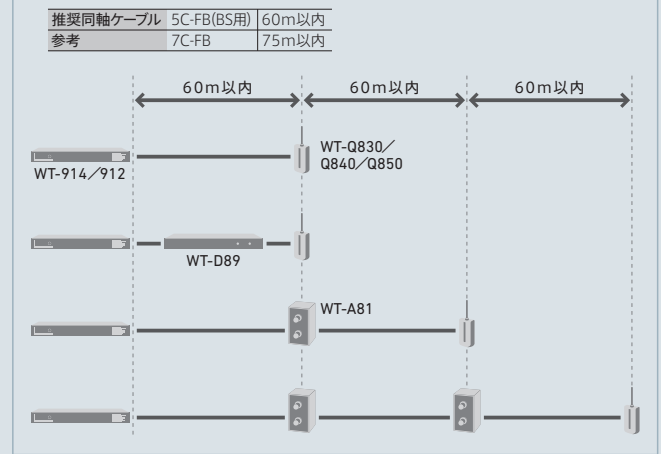 推奨同軸ケーブル 5C-FB(BS用) 60m以内
参考 7C-FB 75m以内
60m以内 60m以内 60m以内
WT-Q830／
Q840／Q850
WT-914／912
WT-D89
WT-A81